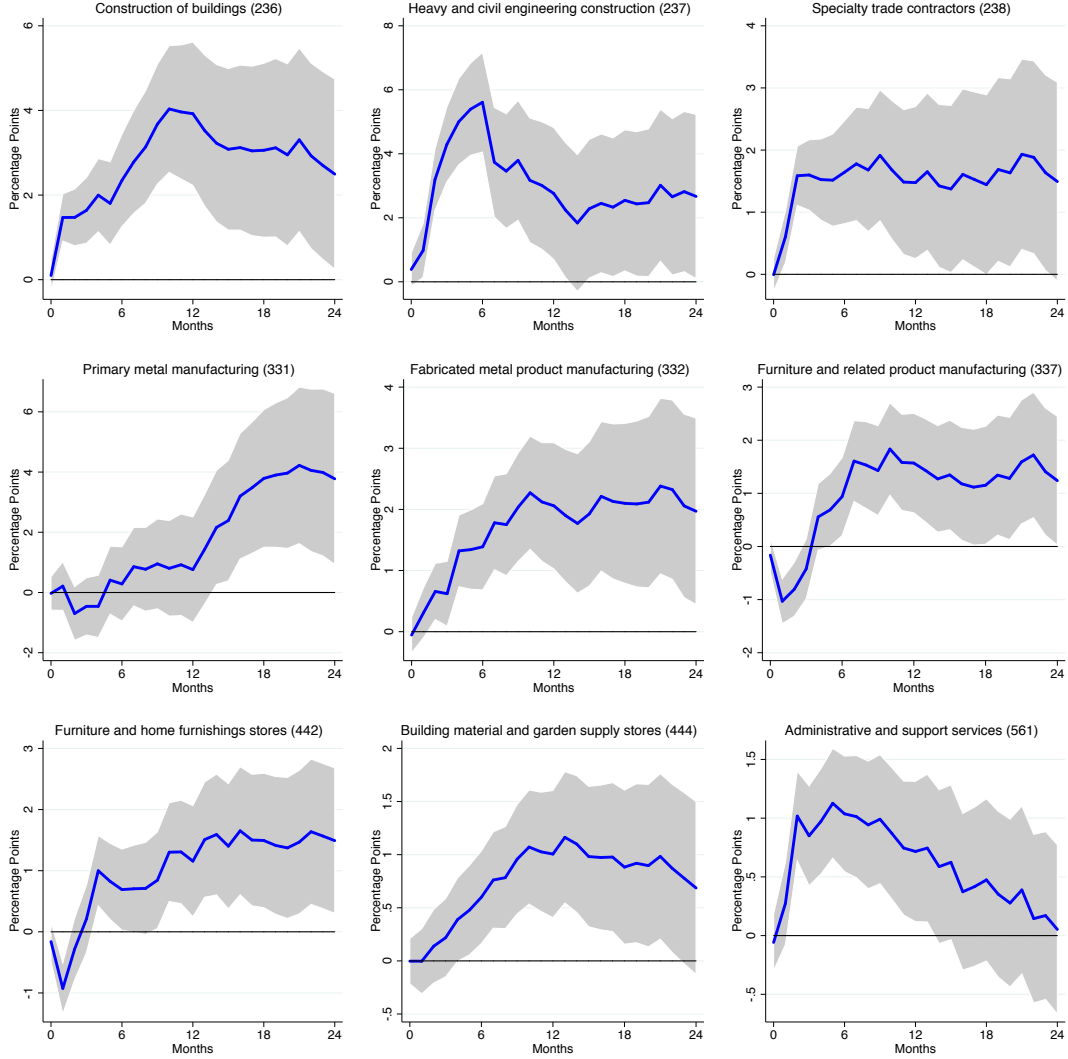 Construction of buildings (236)
Percentage Points
6
4
2
0
0 6 12 18 24
Months
Heavy and civil engineering construction (237)
Percentage Points
8
6
4
2
0
0 6 12 18 24
Months
Specialty trade contractors (238)
Percentage Points
4
3
2
1
0
0 6 12 18 24
Months
Primary metal manufacturing (331)
Percentage Points
6
4
2
0
-2
0 6 12 18 24
Months
Fabricated metal product manufacturing (332)
Percentage Points
4
3
2
1
0
0 6 12 18 24
Months
Furniture and related product manufacturing (337)
Percentage Points
3
2
1
0
-1
-2
0 6 12 18 24
Months
Furniture and home furnishings stores (442)
Percentage Points
3
2
1
0
-1
0 6 12 18 24
Months
Building material and garden supply stores (444)
Percentage Points
2
1.5
1
.5
0
-.5
0 6 12 18 24
Months
Administrative and support services (561)
Percentage Points
1.5
1
.5
0
-.5
0 6 12 18 24
Months